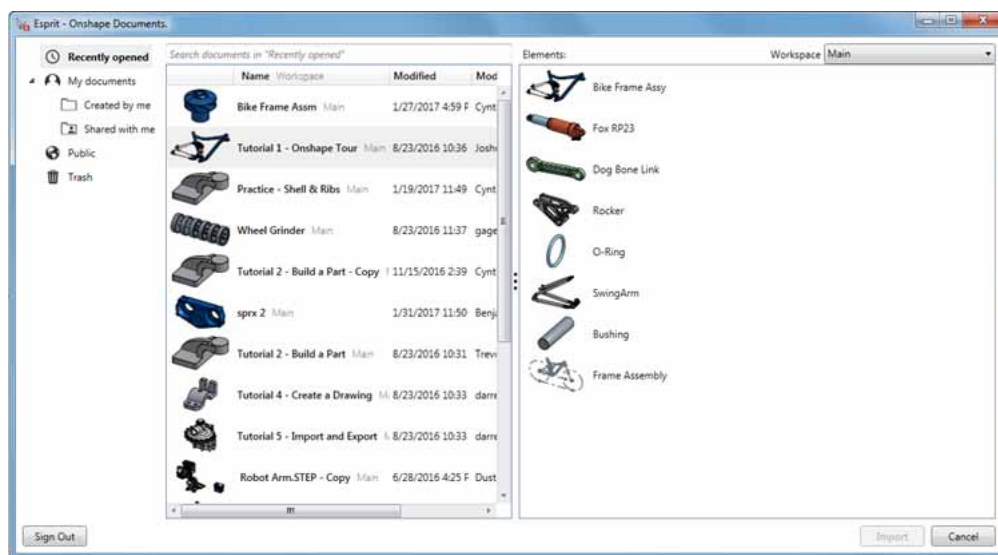 Esprit - Onshape Documents.
Recently opened
My documents
Created by me
Shared with me
Public
Trash
Sign Out
Search documents in "Recently opened"
Name Workspace Modified Mod
Bike Frame Assm Main 1/27/2017 4:59 F Cynt
Tutorial 1 - Onshape Tour Main 8/23/2016 10:36 Josh
Practice - Shell & Ribs Main 1/19/2017 11:49 Cynt
Wheel Grinder Main 8/23/2016 11:37 gage
Tutorial 2 - Build a Part - Copy 11/15/2016 2:39 Cynt
sprx 2 Main 1/31/2017 11:50 Benj
Tutorial 2 - Build a Part Main 8/23/2016 10:31 Trev
Tutorial 4 - Create a Drawing 8/23/2016 10:33 darr
Tutorial 5 - Import and Export 8/23/2016 10:33 darr
Robot Arm.STEP - Copy Main 6/28/2016 4:25 F Dust
Elements: Workspace Main
Bike Frame Assy
Fox RP23
Dog Bone Link
Rocker
O-Ring
SwingArm
Bushing
Frame Assembly
Import Cancel